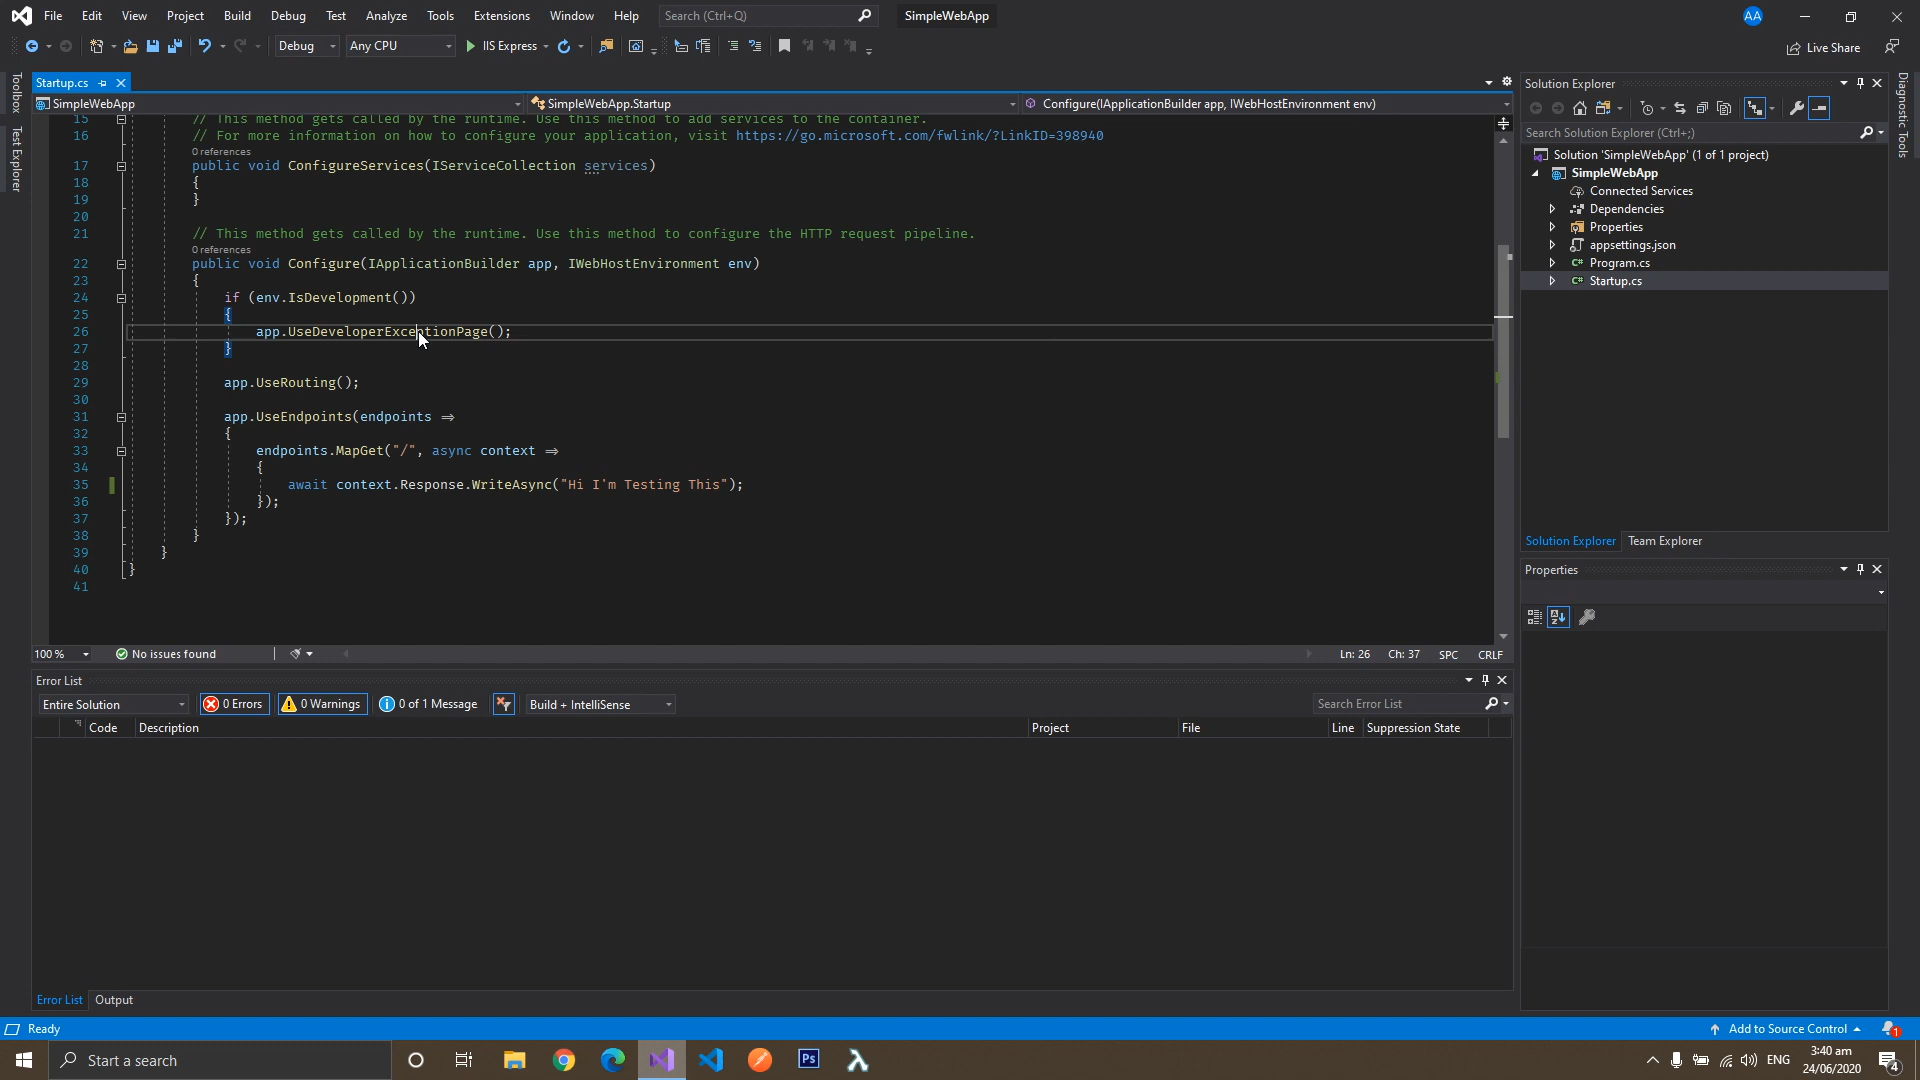 File Edit View Project Build Debug Test Analyze Tools Extensions Window Help Search (Ctrl+Q) SimpleWebApp AA
Debug Any CPU IIS Express Live Share
Toolbox
Test Explorer
Startup.cs
SimpleWebApp SimpleWebApp.Startup Configure(IApplicationBuilder app, IWebHostEnvironment env)
15 // This method gets called by the runtime. Use this method to add services to the container.
16 // For more information on how to configure your application, visit https://go.microsoft.com/fwlink/?LinkID=398940
0 references
17 public void ConfigureServices(IServiceCollection services)
18 {
19 }
20
21 // This method gets called by the runtime. Use this method to configure the HTTP request pipeline.
0 references
22 public void Configure(IApplicationBuilder app, IWebHostEnvironment env)
23 {
24 if (env.IsDevelopment())
25 {
26 app.UseDeveloperExceptionPage();
27 }
28
29 app.UseRouting();
30
31 app.UseEndpoints(endpoints =>
32 {
33 endpoints.MapGet("/", async context =>
34 {
35 await context.Response.WriteAsync("Hi I'm Testing This");
36 });
37 });
38 }
39 }
40 }
41
100 % No issues found Ln: 26 Ch: 37 SPC CRLF
Error List
Entire Solution 0 Errors 0 Warnings 0 of 1 Message Build + IntelliSense Search Error List
Code Description Project File Line Suppression State
Error List Output
Solution Explorer
Search Solution Explorer (Ctrl+;)
Solution 'SimpleWebApp' (1 of 1 project)
SimpleWebApp
Connected Services
Dependencies
Properties
appsettings.json
C# Program.cs
C# Startup.cs
Solution Explorer Team Explorer
Properties
Diagnostic Tools
Ready Add to Source Control 1
Start a search Ps ENG 3:40 am
24/06/2020 4